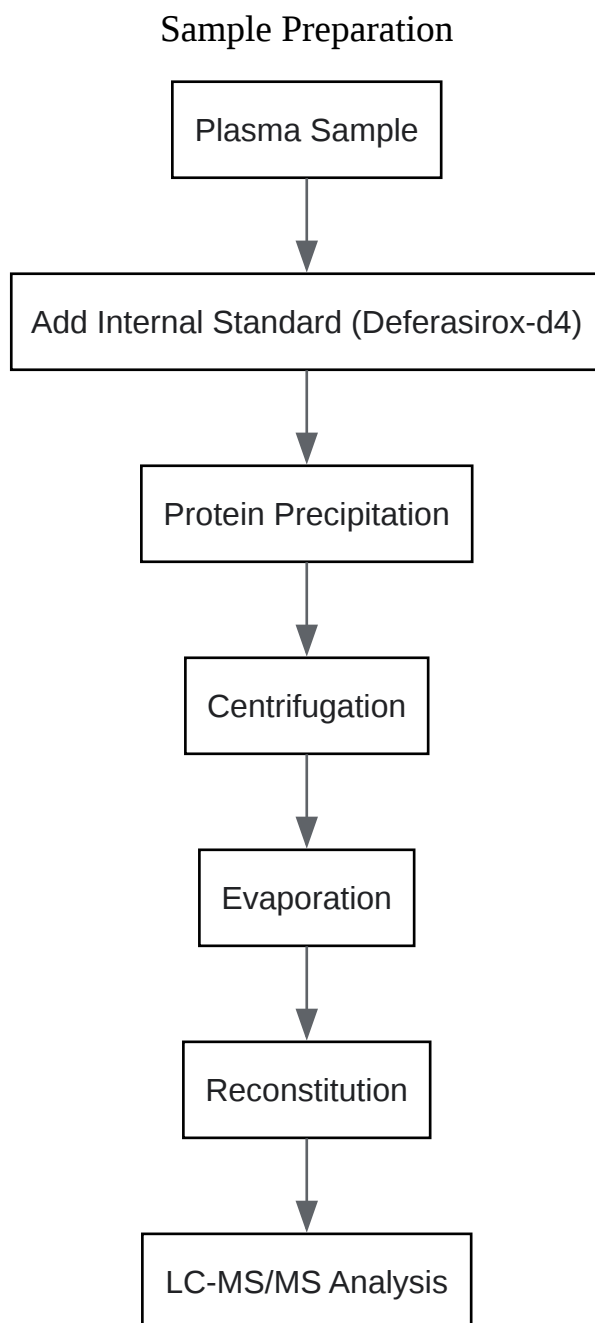 Sample Preparation
Plasma Sample
Add Internal Standard (Deferasirox-d4)
Protein Precipitation
Centrifugation
Evaporation
Reconstitution
LC-MS/MS Analysis